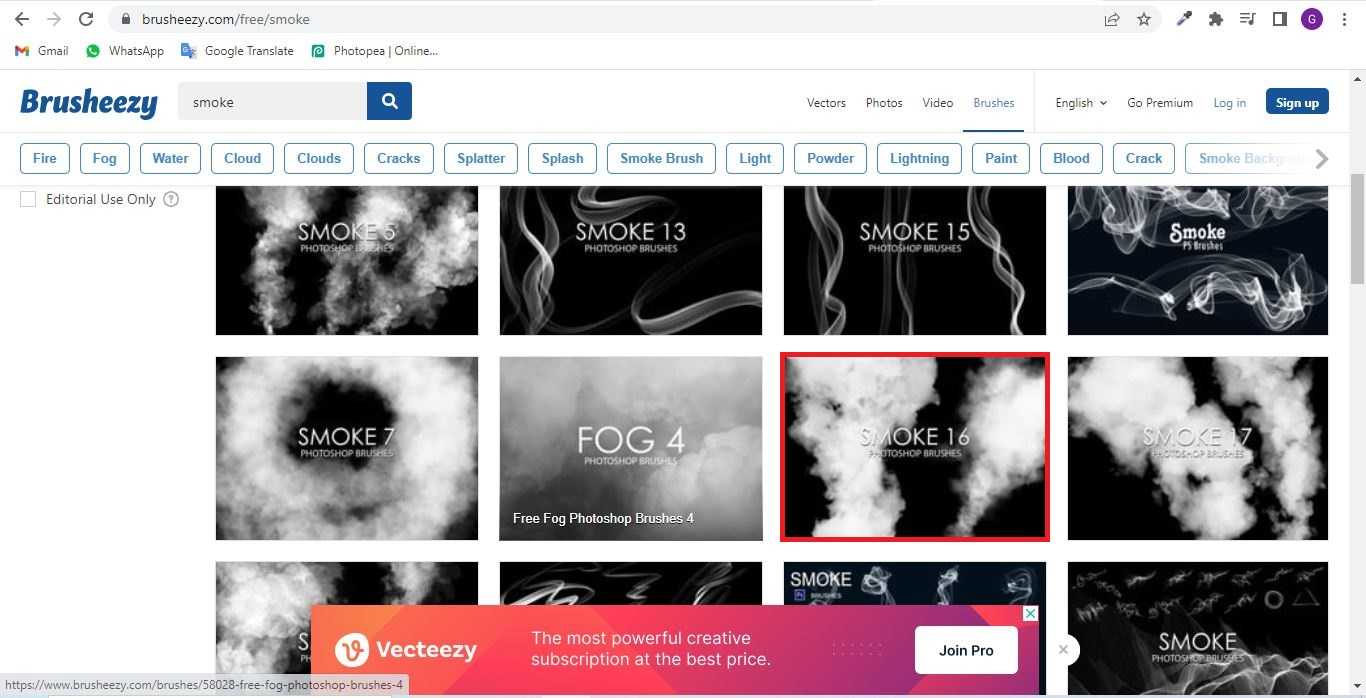 brusheezy.com/free/smoke
G
Gmail
WhatsApp
Google Translate
Photopea | Online...
Brusheezy
smoke
Vectors
Photos
Video
Brushes
English
Go Premium
Log in
Sign up
Fire
Fog
Water
Cloud
Clouds
Cracks
Splatter
Splash
Smoke Brush
Light
Powder
Lightning
Paint
Blood
Crack
Smoke Backgrou
Editorial Use Only ?
SMOKE 5
PHOTOSHOP BRUSHES
SMOKE 13
PHOTOSHOP BRUSHES
SMOKE 15
PHOTOSHOP BRUSHES
Smoke
PS Brushes
SMOKE 7
PHOTOSHOP BRUSHES
FOG 4
PHOTOSHOP BRUSHES
Free Fog Photoshop Brushes 4
SMOKE 16
PHOTOSHOP BRUSHES
SMOKE 17
PHOTOSHOP BRUSHES
SMOKE
BRUSHES
SMOKE
PHOTOSHOP BRUSHES
Vecteezy
The most powerful creative
subscription at the best price.
Join Pro
https://www.brusheezy.com/brushes/58028-free-fog-photoshop-brushes-4